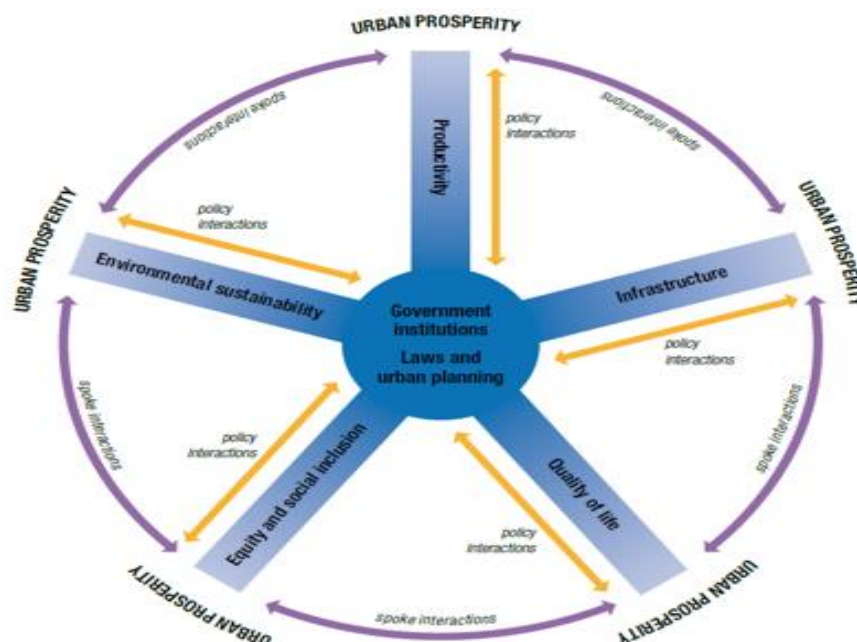 URBAN PROSPERITY
spoke interactions
spoke interactions
Productivity
policy
interactions
policy
interactions
URBAN PROSPERITY
URBAN PROSPERITY
Environmental sustainability
Infrastructure
Government
institutions
Laws and
urban planning
policy
interactions
spoke interactions
spoke interactions
policy
interactions
Equity and social inclusion
Quality of life
policy
interactions
URBAN PROSPERITY
URBAN PROSPERITY
spoke interactions